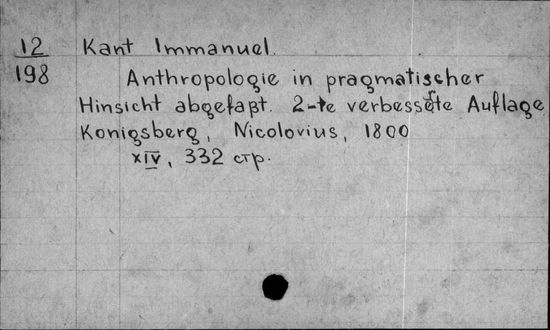 12 Kant Immanuel.
198 Anthropologie in pragmatischer
Hinsicht abgefaßt. 2-te verbesserte Auflage
Konigsberg, Nicolovius, 1800
XIV, 332 стр.